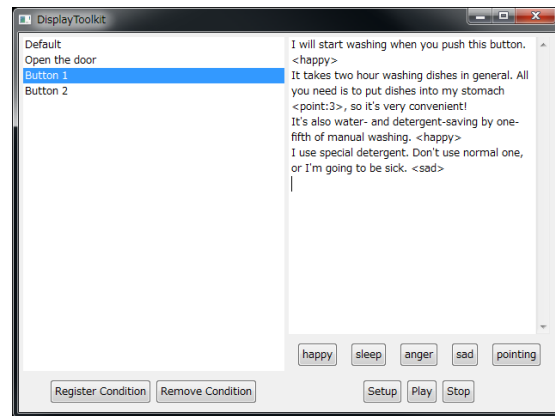 DisplayToolkit
Default
Open the door
Button 1
Button 2
I will start washing when you push this button.
<happy>
It takes two hour washing dishes in general. All
you need is to put dishes into my stomach
<point:3>, so it's very convenient!
It's also water- and detergent-saving by one-
fifth of manual washing. <happy>
I use special detergent. Don't use normal one,
or I'm going to be sick. <sad>
happy sleep anger sad pointing
Register Condition Remove Condition Setup Play Stop